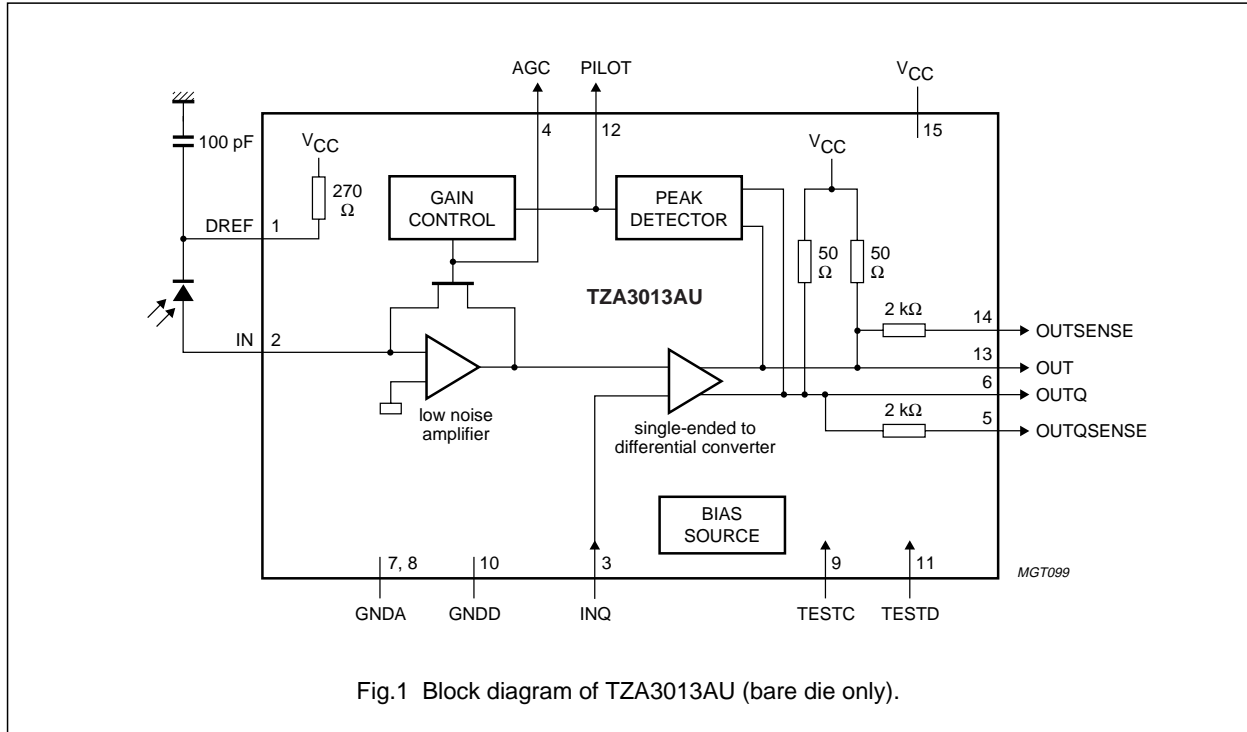 AGC PILOT
VCC
4 12 15
100 pF
VCC
270
Ω
DREF 1
GAIN
CONTROL
PEAK
DETECTOR
VCC
50
Ω
50
Ω
TZA3013AU
2 kΩ
14 OUTSENSE
IN 2
13 OUT
6 OUTQ
low noise
amplifier
single-ended to
differential converter
2 kΩ
5 OUTQSENSE
BIAS
SOURCE
7, 8 10 3 9 11
MGT099
GNDA GNDD INQ TESTC TESTD
Fig.1 Block diagram of TZA3013AU (bare die only).